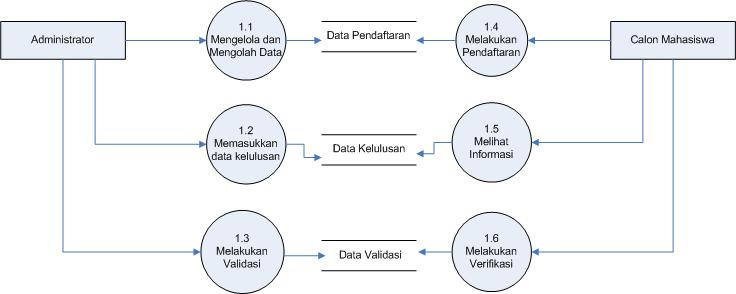 Administrator
1.1
Mengelola dan
Mengolah Data
Data Pendaftaran
1.4
Melakukan
Pendaftaran
Calon Mahasiswa
1.2
Memasukkan
data kelulusan
Data Kelulusan
1.5
Melihat
Informasi
1.3
Melakukan
Validasi
Data Validasi
1.6
Melakukan
Verifikasi